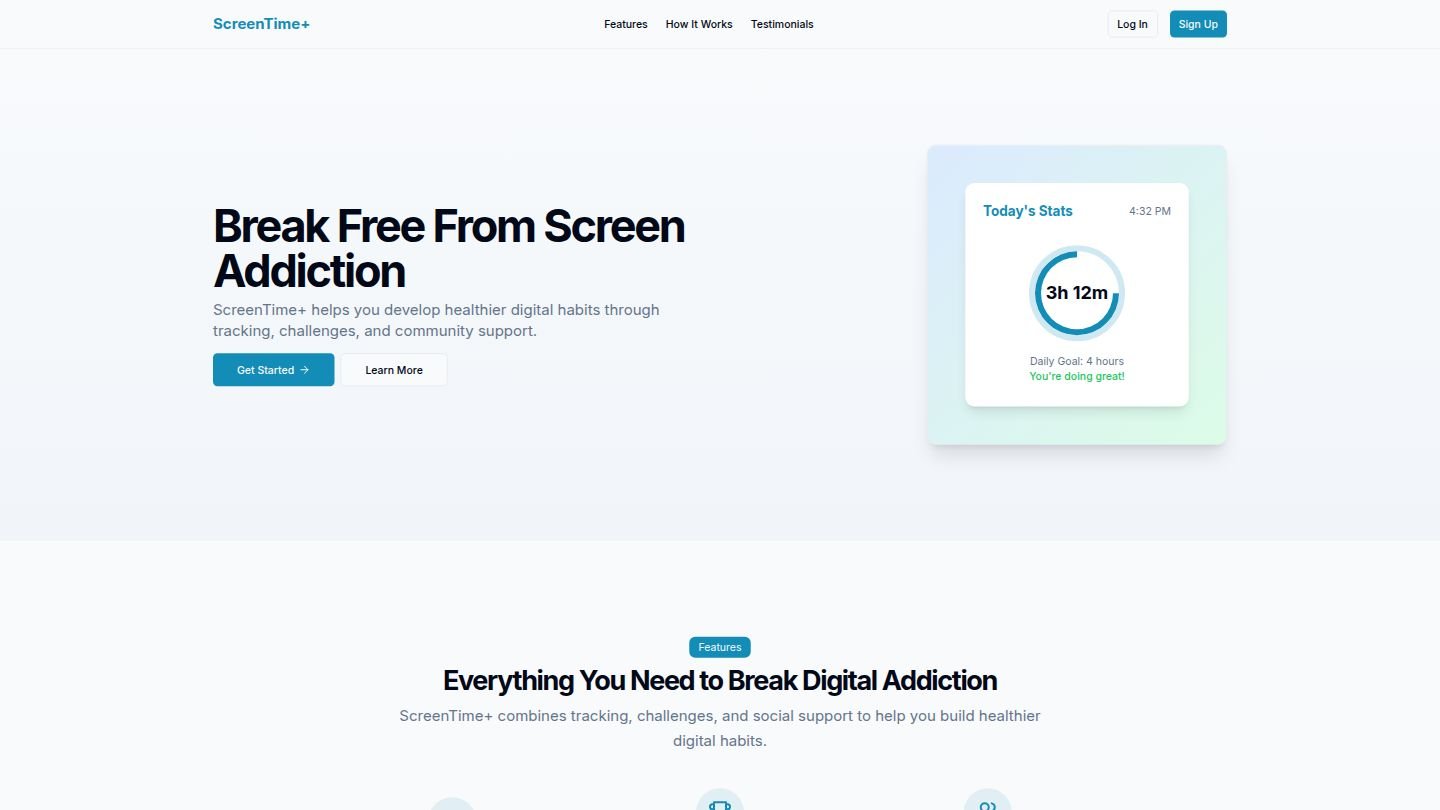 ScreenTime+
Features
How It Works
Testimonials
Log In
Sign Up
Break Free From Screen
Addiction
ScreenTime+ helps you develop healthier digital habits through
tracking, challenges, and community support.
Get Started →
Learn More
Today's Stats
4:32 PM
3h 12m
Daily Goal: 4 hours
You're doing great!
Features
Everything You Need to Break Digital Addiction
ScreenTime+ combines tracking, challenges, and social support to help you build healthier
digital habits.